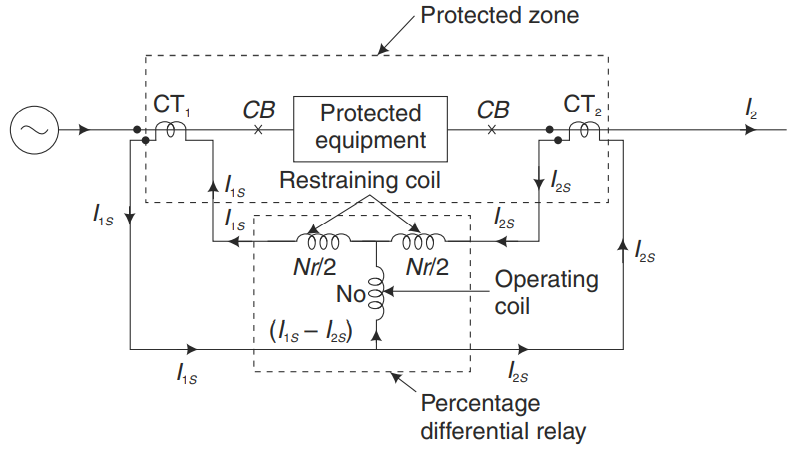 Protected zone
CT₁
CB
Protected
equipment
CB
CT₂
I₂
I₁S
Restraining coil
I₂S
I₁S
I₁S
I₂S
I₂S
Nr/2
Nr/2
No
Operating
coil
(I₁S – I₂S)
I₁S
I₂S
Percentage
differential relay